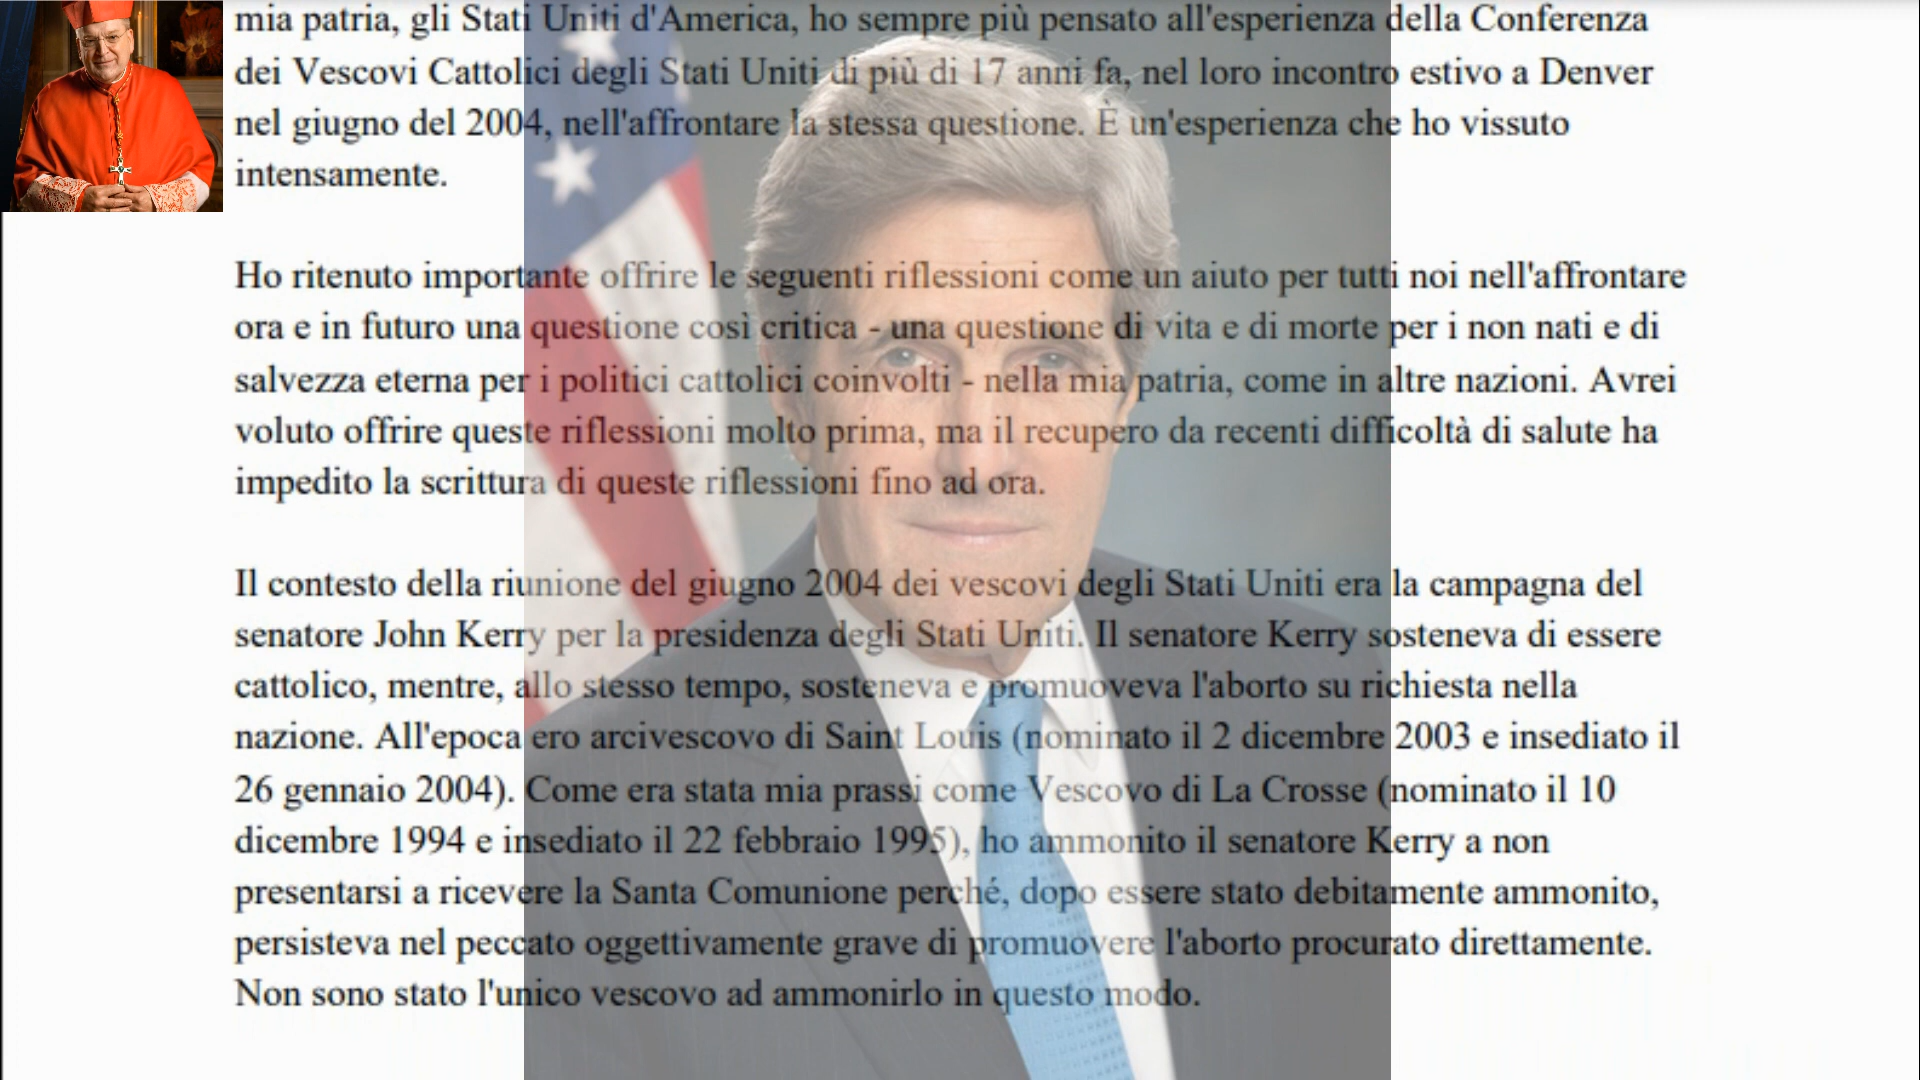 mia patria, gli Stati Uniti d'America, ho sempre più pensato all'esperienza della Conferenza
dei Vescovi Cattolici degli Stati Uniti di più di 17 anni fa, nel loro incontro estivo a Denver
nel giugno del 2004, nell'affrontare la stessa questione. È un'esperienza che ho vissuto
intensamente.
Ho ritenuto importante offrire le seguenti riflessioni come un aiuto per tutti noi nell'affrontare
ora e in futuro una questione così critica - una questione di vita e di morte per i non nati e di
salvezza eterna per i politici cattolici coinvolti - nella mia patria, come in altre nazioni. Avrei
voluto offrire queste riflessioni molto prima, ma il recupero da recenti difficoltà di salute ha
impedito la scrittura di queste riflessioni fino ad ora.
Il contesto della riunione del giugno 2004 dei vescovi degli Stati Uniti era la campagna del
senatore John Kerry per la presidenza degli Stati Uniti. Il senatore Kerry sosteneva di essere
cattolico, mentre, allo stesso tempo, sosteneva e promuoveva l'aborto su richiesta nella
nazione. All'epoca ero arcivescovo di Saint Louis (nominato il 2 dicembre 2003 e insediato il
26 gennaio 2004). Come era stata mia prassi come Vescovo di La Crosse (nominato il 10
dicembre 1994 e insediato il 22 febbraio 1995), ho ammonito il senatore Kerry a non
presentarsi a ricevere la Santa Comunione perché, dopo essere stato debitamente ammonito,
persisteva nel peccato oggettivamente grave di promuovere l'aborto procurato direttamente.
Non sono stato l'unico vescovo ad ammonirlo in questo modo.